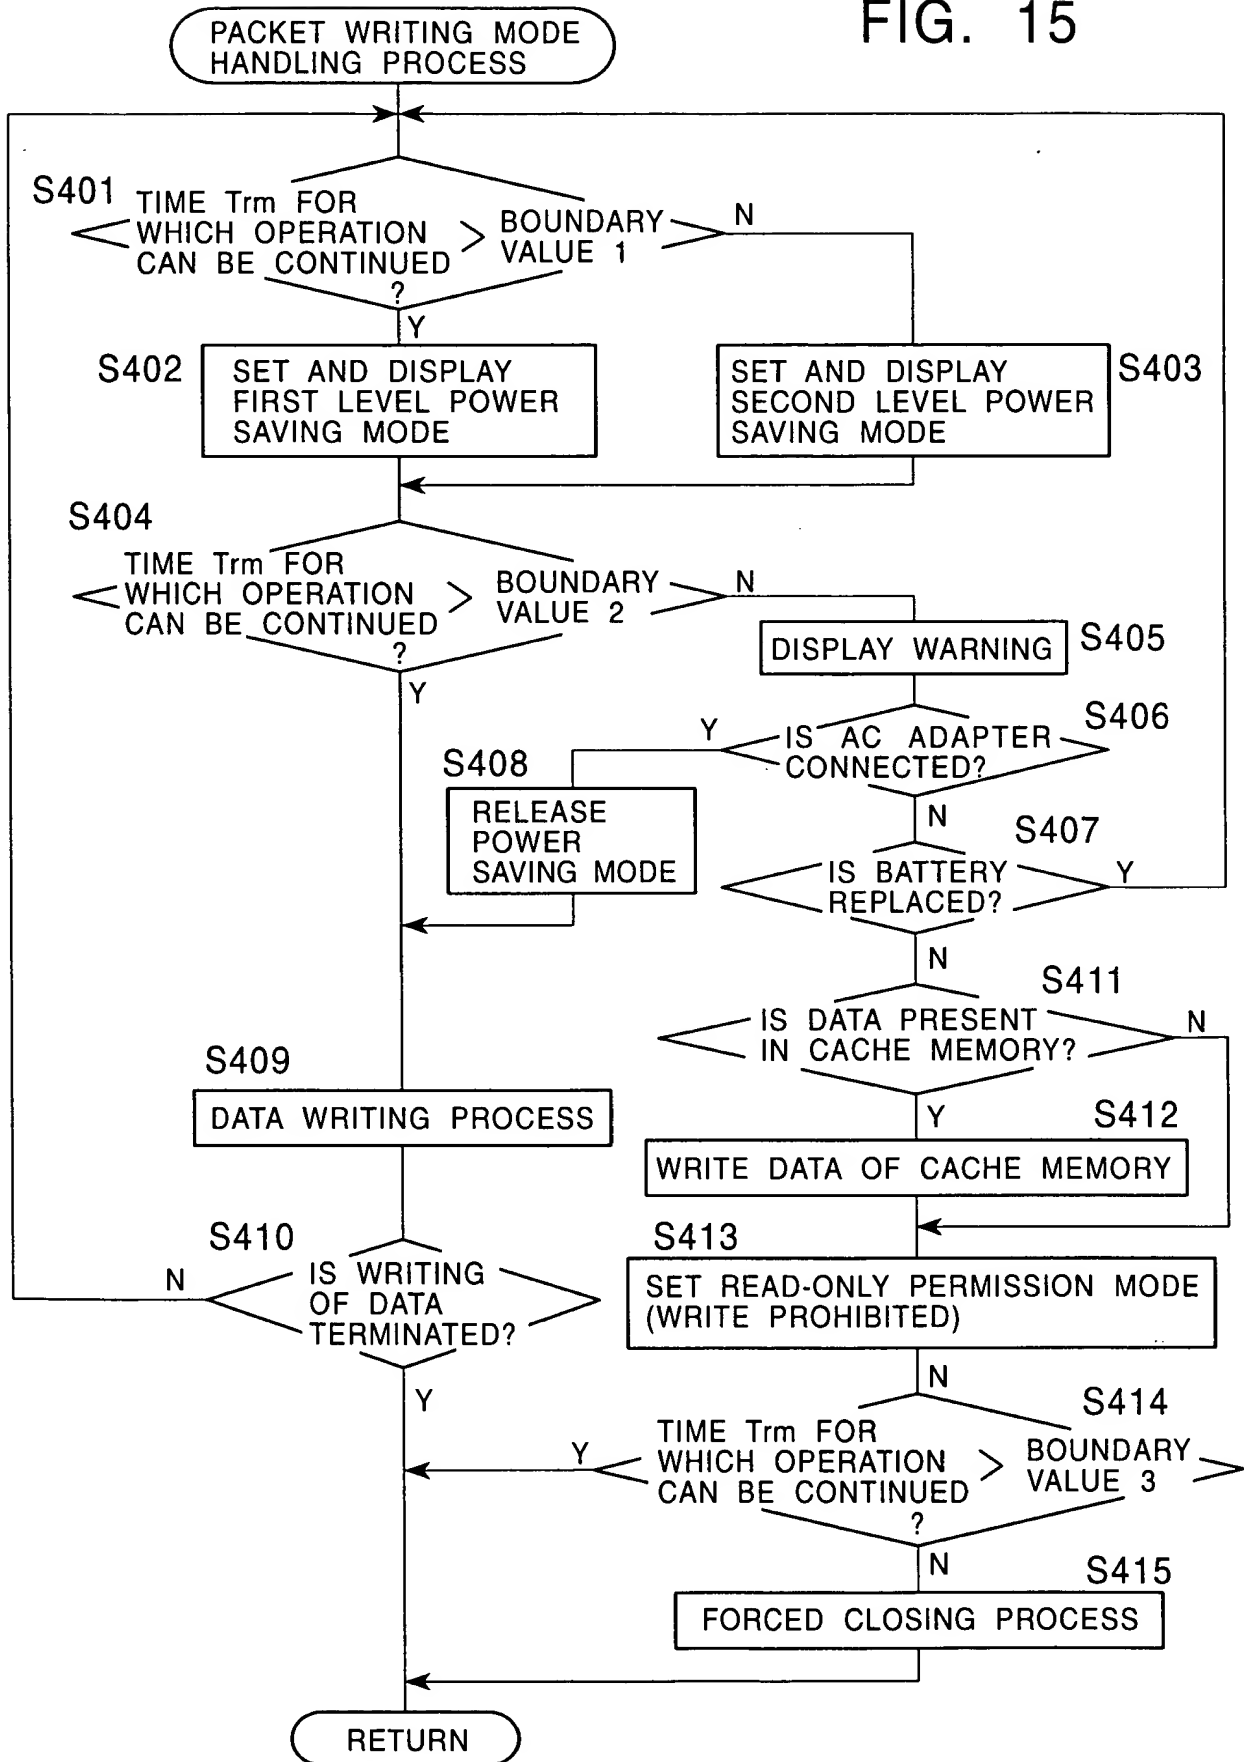 FIG. 15
PACKET WRITING MODE
HANDLING PROCESS
S401
TIME Trm FOR
WHICH OPERATION
CAN BE CONTINUED
>
BOUNDARY
VALUE 1
?
N
Y
S402
SET AND DISPLAY
FIRST LEVEL POWER
SAVING MODE
SET AND DISPLAY
SECOND LEVEL POWER
SAVING MODE
S403
S404
TIME Trm FOR
WHICH OPERATION
CAN BE CONTINUED
>
BOUNDARY
VALUE 2
?
N
Y
DISPLAY WARNING
S405
S406
IS AC ADAPTER
CONNECTED?
Y
N
S408
RELEASE
POWER
SAVING MODE
S407
IS BATTERY
REPLACED?
Y
N
S411
IS DATA PRESENT
IN CACHE MEMORY?
N
Y
S409
DATA WRITING PROCESS
S412
WRITE DATA OF CACHE MEMORY
S410
IS WRITING
OF DATA
TERMINATED?
N
Y
S413
SET READ-ONLY PERMISSION MODE
(WRITE PROHIBITED)
N
S414
TIME Trm FOR
WHICH OPERATION
CAN BE CONTINUED
>
BOUNDARY
VALUE 3
?
Y
N
S415
FORCED CLOSING PROCESS
RETURN